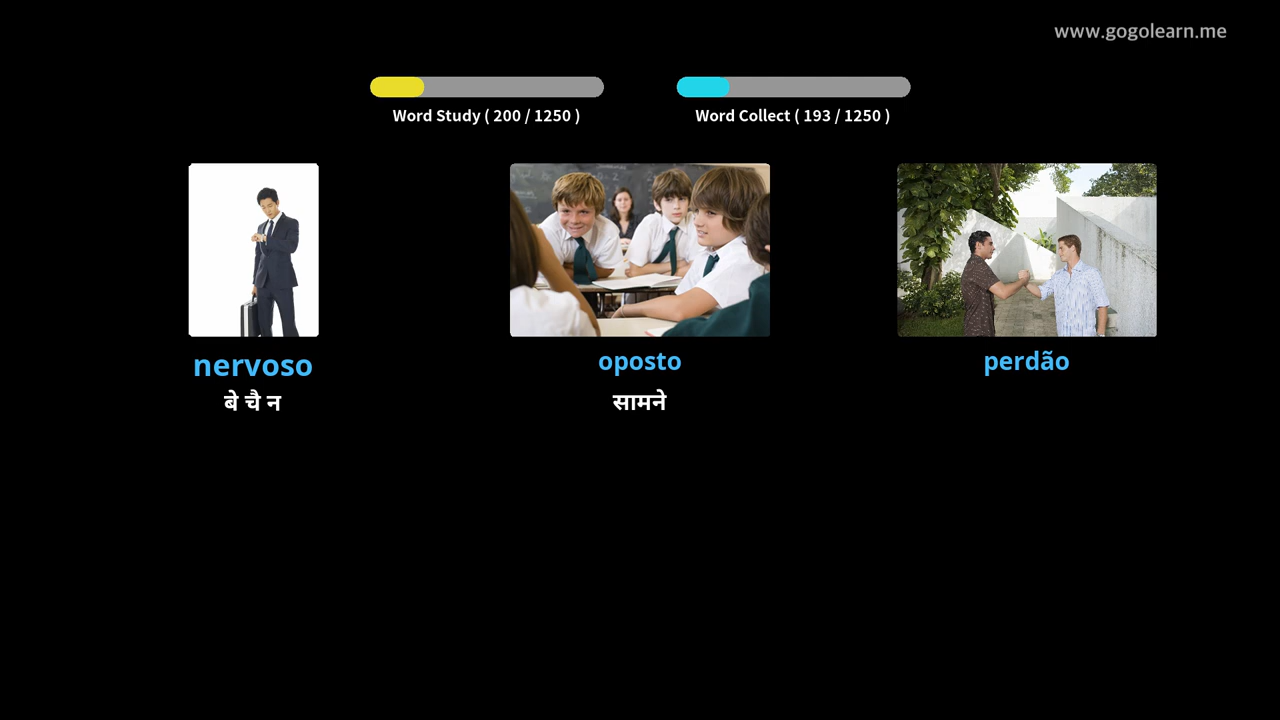 www.gogolearn.me
Word Study ( 200 / 1250 )
Word Collect ( 193 / 1250 )
nervoso
oposto
perdão
बे चै न
सामने